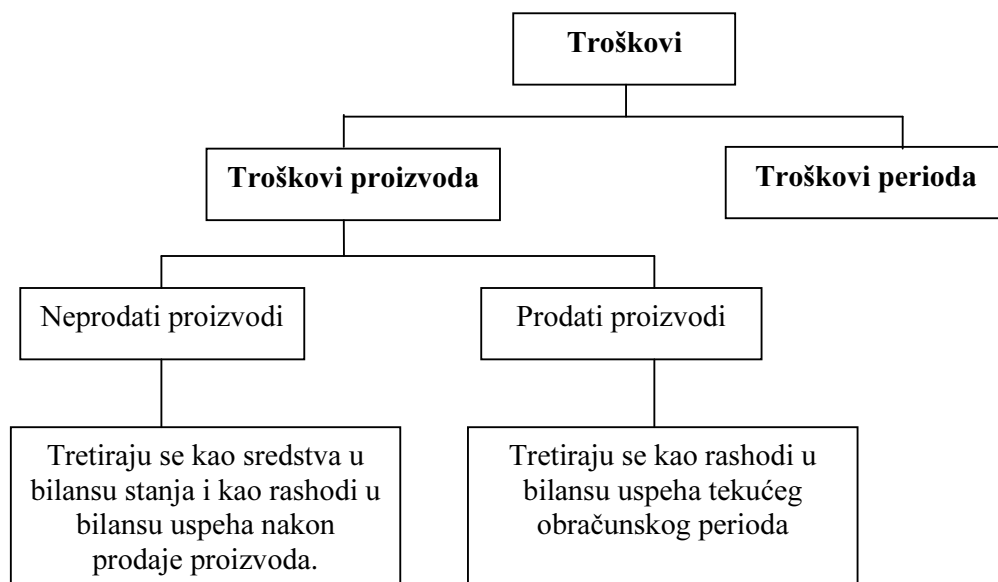 Troškovi
Troškovi proizvoda
Troškovi perioda
Neprodati proizvodi
Prodati proizvodi
Tretiraju se kao sredstva u
bilansu stanja i kao rashodi u
bilansu uspeha nakon
prodaje proizvoda.
Tretiraju se kao rashodi u
bilansu uspeha tekućeg
obračunskog perioda